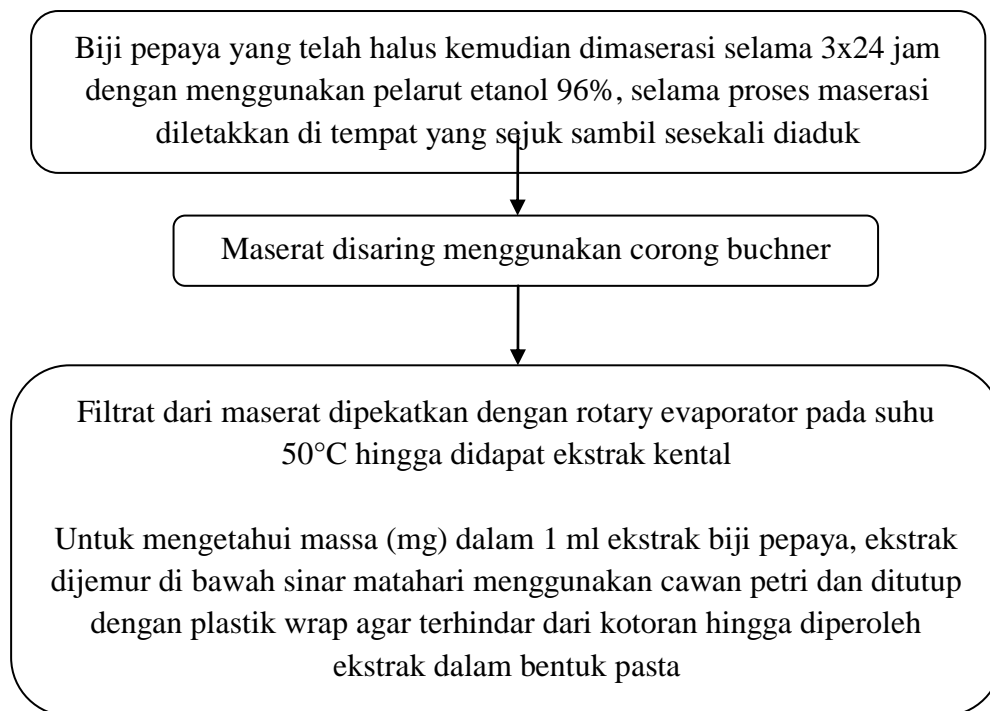 Biji pepaya yang telah halus kemudian dimaserasi selama 3x24 jam
dengan menggunakan pelarut etanol 96%, selama proses maserasi
diletakkan di tempat yang sejuk sambil sesekali diaduk
Maserat disaring menggunakan corong buchner
Filtrat dari maserat dipekatkan dengan rotary evaporator pada suhu
50°C hingga didapat ekstrak kental
Untuk mengetahui massa (mg) dalam 1 ml ekstrak biji pepaya, ekstrak
dijemur di bawah sinar matahari menggunakan cawan petri dan ditutup
dengan plastik wrap agar terhindar dari kotoran hingga diperoleh
ekstrak dalam bentuk pasta